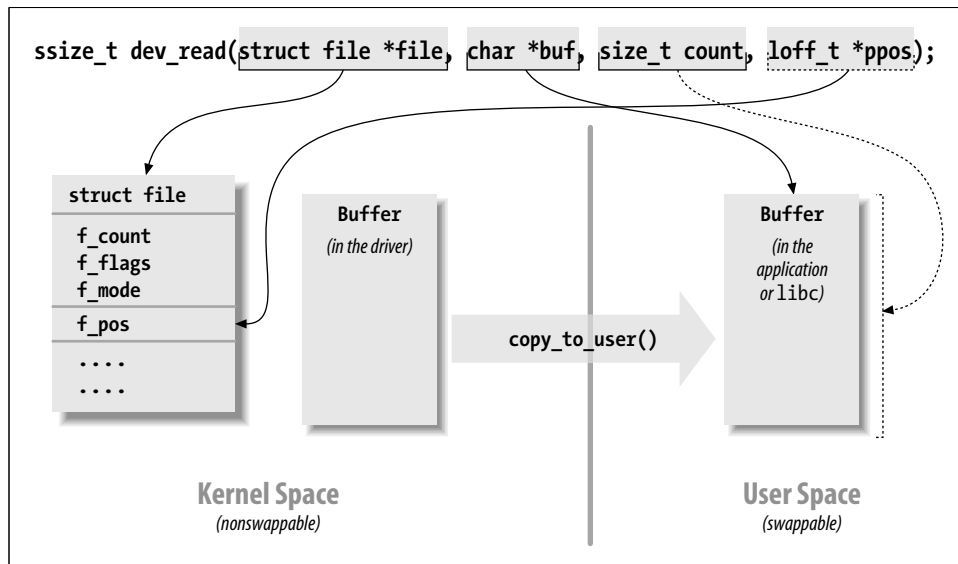 ssize_t dev_read(struct file *file, char *buf, size_t count, loff_t *ppos);
struct file
f_count
f_flags
f_mode
f_pos
....
....
Buffer
(in the driver)
copy_to_user()
Buffer
(in the
application
or libc)
Kernel Space
(nonswappable)
User Space
(swappable)